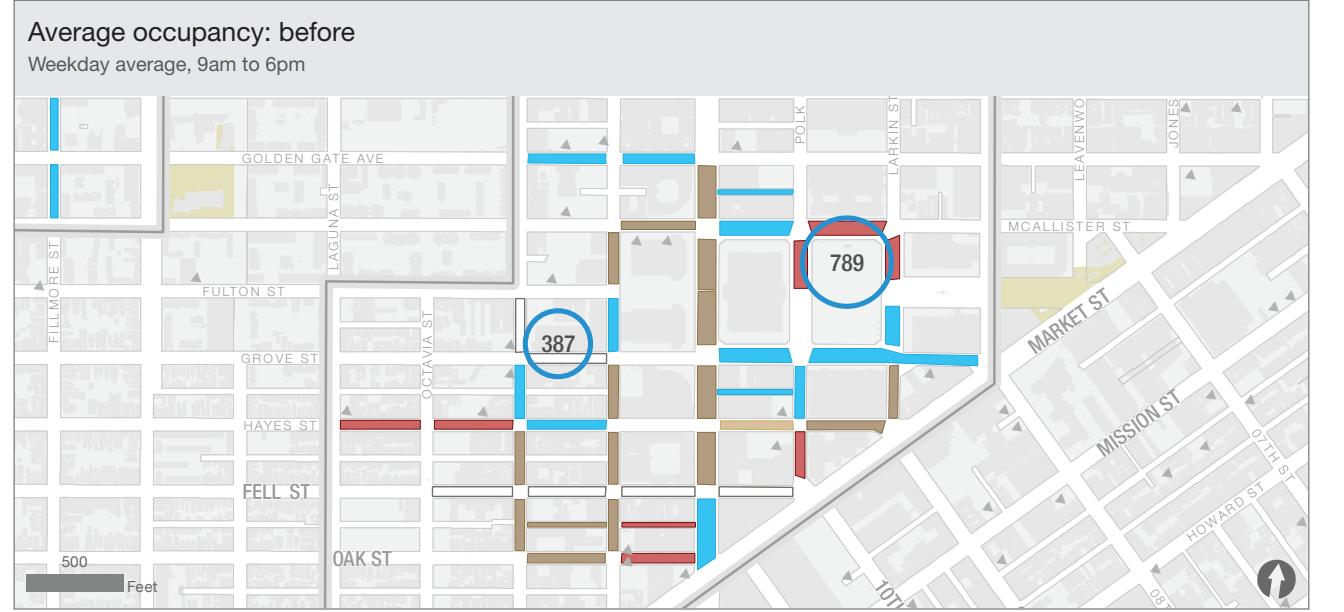 Average occupancy: before
Weekday average, 9am to 6pm
POLK
LARKIN ST
LEAVENWO
JONES
GOLDEN GATE AVE
LAGUNA ST
MCALLISTER ST
FILLMORE ST
789
FULTON ST
OCTAVIA ST
387
MARKET ST
GROVE ST
HAYES ST
MISSION ST
07TH ST
FELL ST
HOWARD ST
OAK ST
500
Feet
10TH
08T